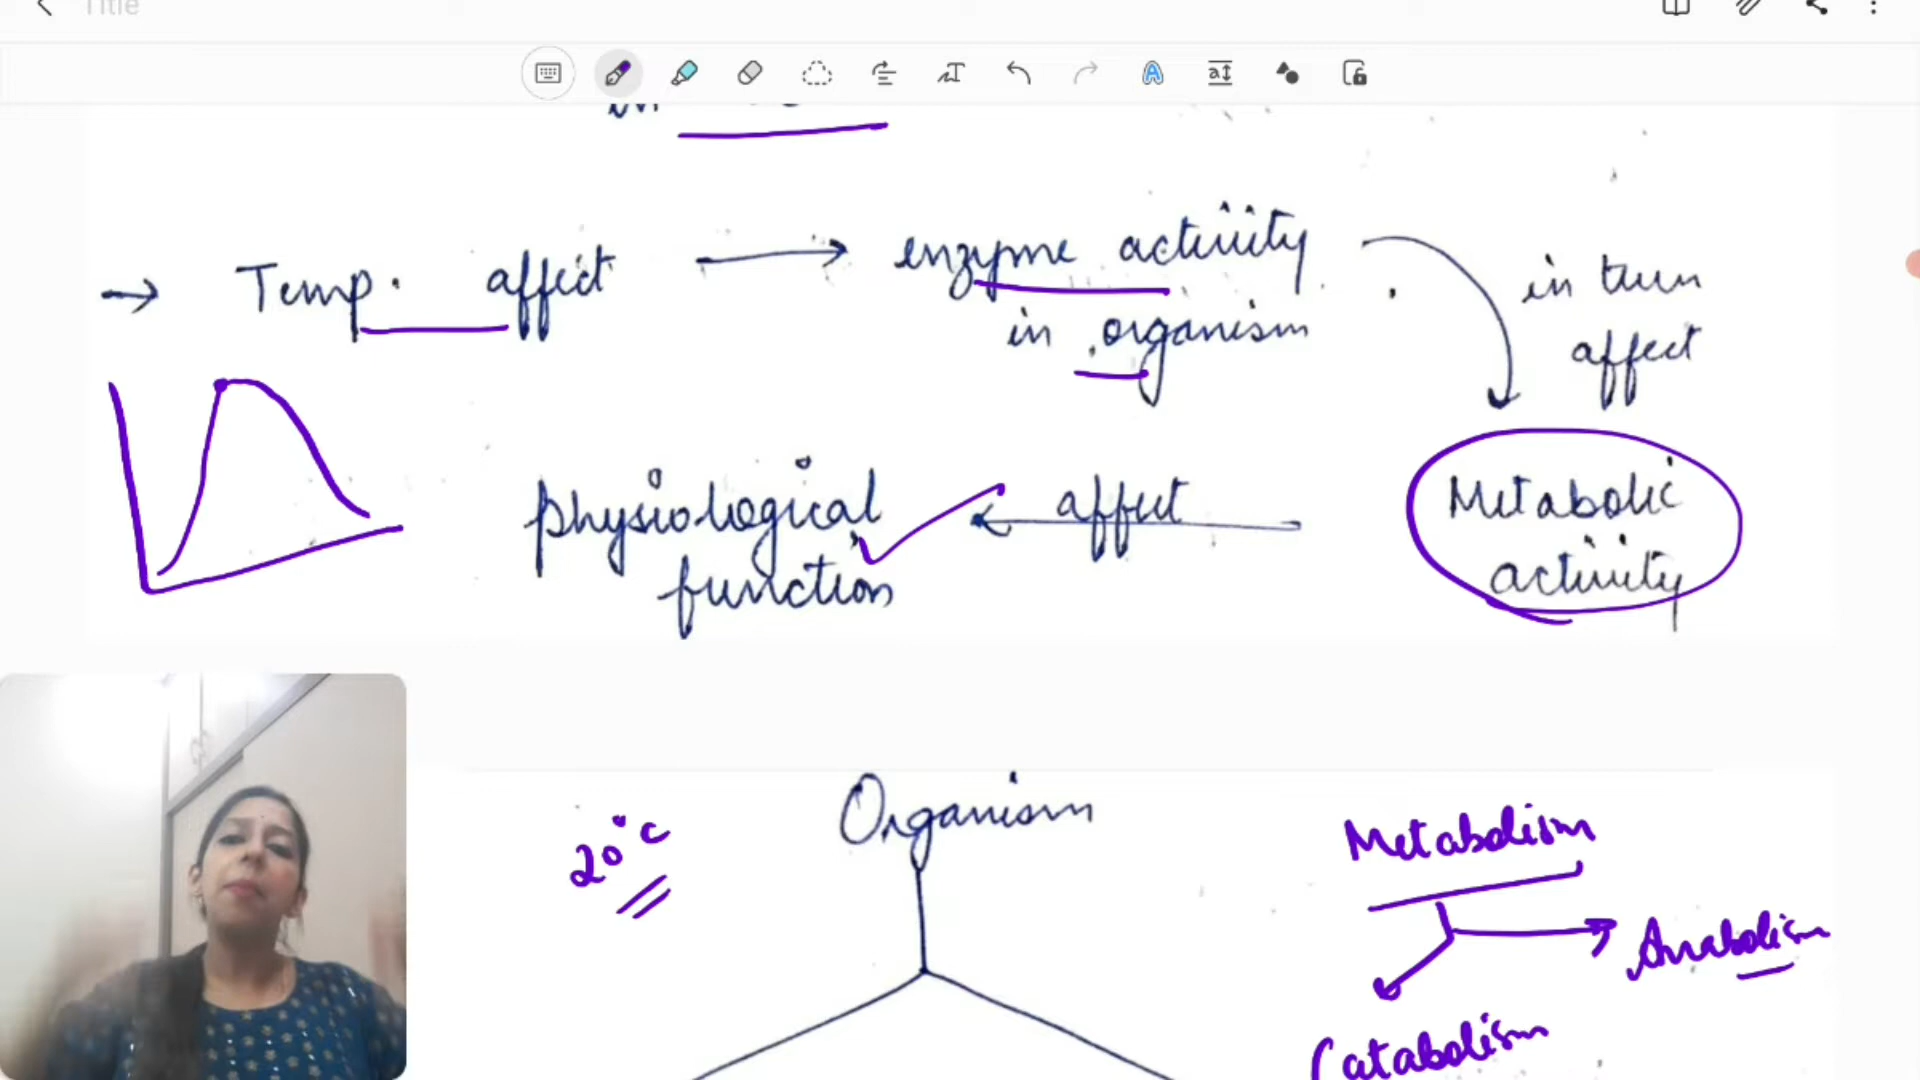 Title
→ Temp. affect → enzyme activity
in organism
in turn
affect
Metabolic
activity
affect
physiological
function
Organism
20°C
Metabolism
Anabolism
Catabolism